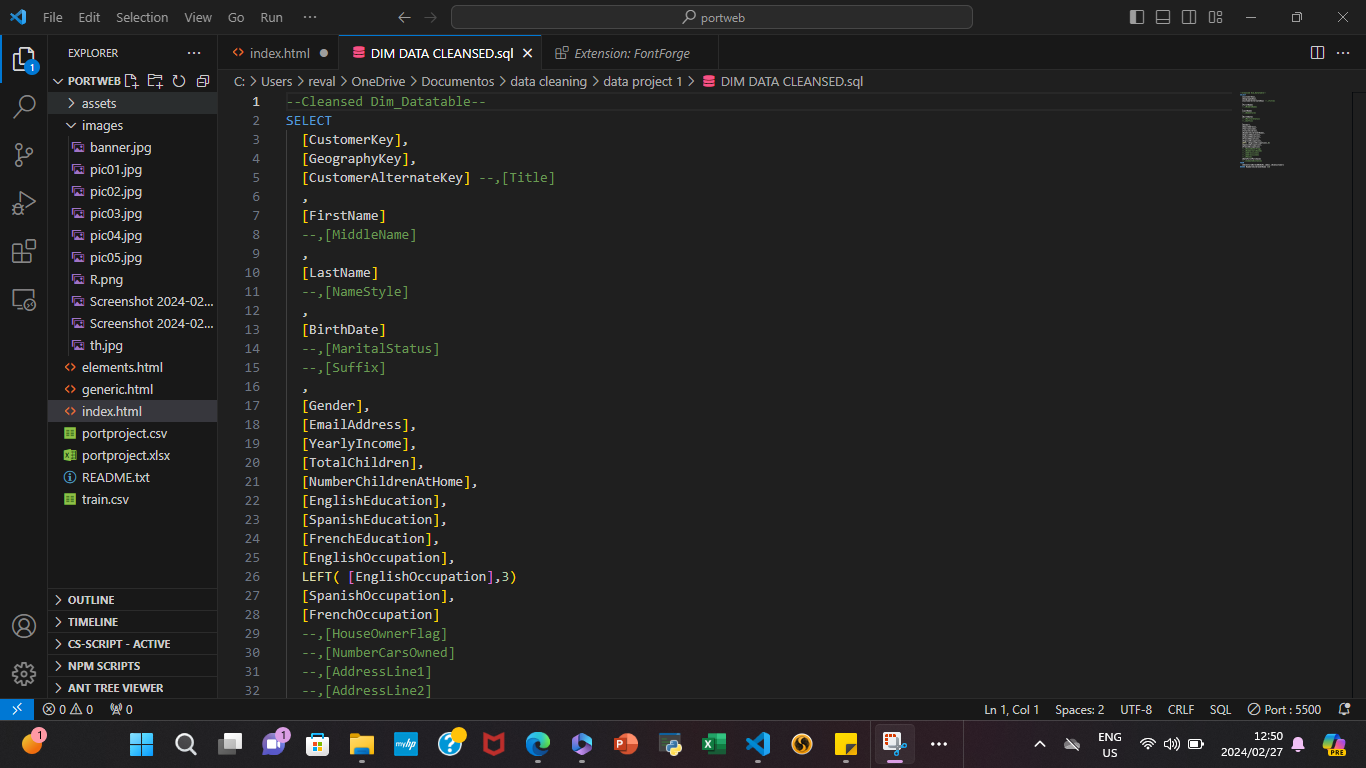 File Edit Selection View Go Run ··· portweb
EXPLORER ···
index.html
DIM DATA CLEANSED.sql
Extension: FontForge
PORTWEB
C: > Users > reval > OneDrive > Documentos > data cleaning > data project 1 > DIM DATA CLEANSED.sql
assets
images
banner.jpg
pic01.jpg
pic02.jpg
pic03.jpg
pic04.jpg
pic05.jpg
R.png
Screenshot 2024-02...
Screenshot 2024-02...
th.jpg
elements.html
generic.html
index.html
portproject.csv
portproject.xlsx
README.txt
train.csv
OUTLINE
TIMELINE
CS-SCRIPT - ACTIVE
NPM SCRIPTS
ANT TREE VIEWER
1 --Cleansed Dim_Datatable--
2 SELECT
3 [CustomerKey],
4 [GeographyKey],
5 [CustomerAlternateKey] --,[Title]
6 ,
7 [FirstName]
8 --,[MiddleName]
9 ,
10 [LastName]
11 --,[NameStyle]
12 ,
13 [BirthDate]
14 --,[MaritalStatus]
15 --,[Suffix]
16 ,
17 [Gender],
18 [EmailAddress],
19 [YearlyIncome],
20 [TotalChildren],
21 [NumberChildrenAtHome],
22 [EnglishEducation],
23 [SpanishEducation],
24 [FrenchEducation],
25 [EnglishOccupation],
26 LEFT( [EnglishOccupation],3)
27 [SpanishOccupation],
28 [FrenchOccupation]
29 --,[HouseOwnerFlag]
30 --,[NumberCarsOwned]
31 --,[AddressLine1]
32 --,[AddressLine2]
0 0 0 Ln 1, Col 1 Spaces: 2 UTF-8 CRLF SQL Port : 5500
1
1
1
myhp
ENG
US
12:50
2024/02/27
PRE